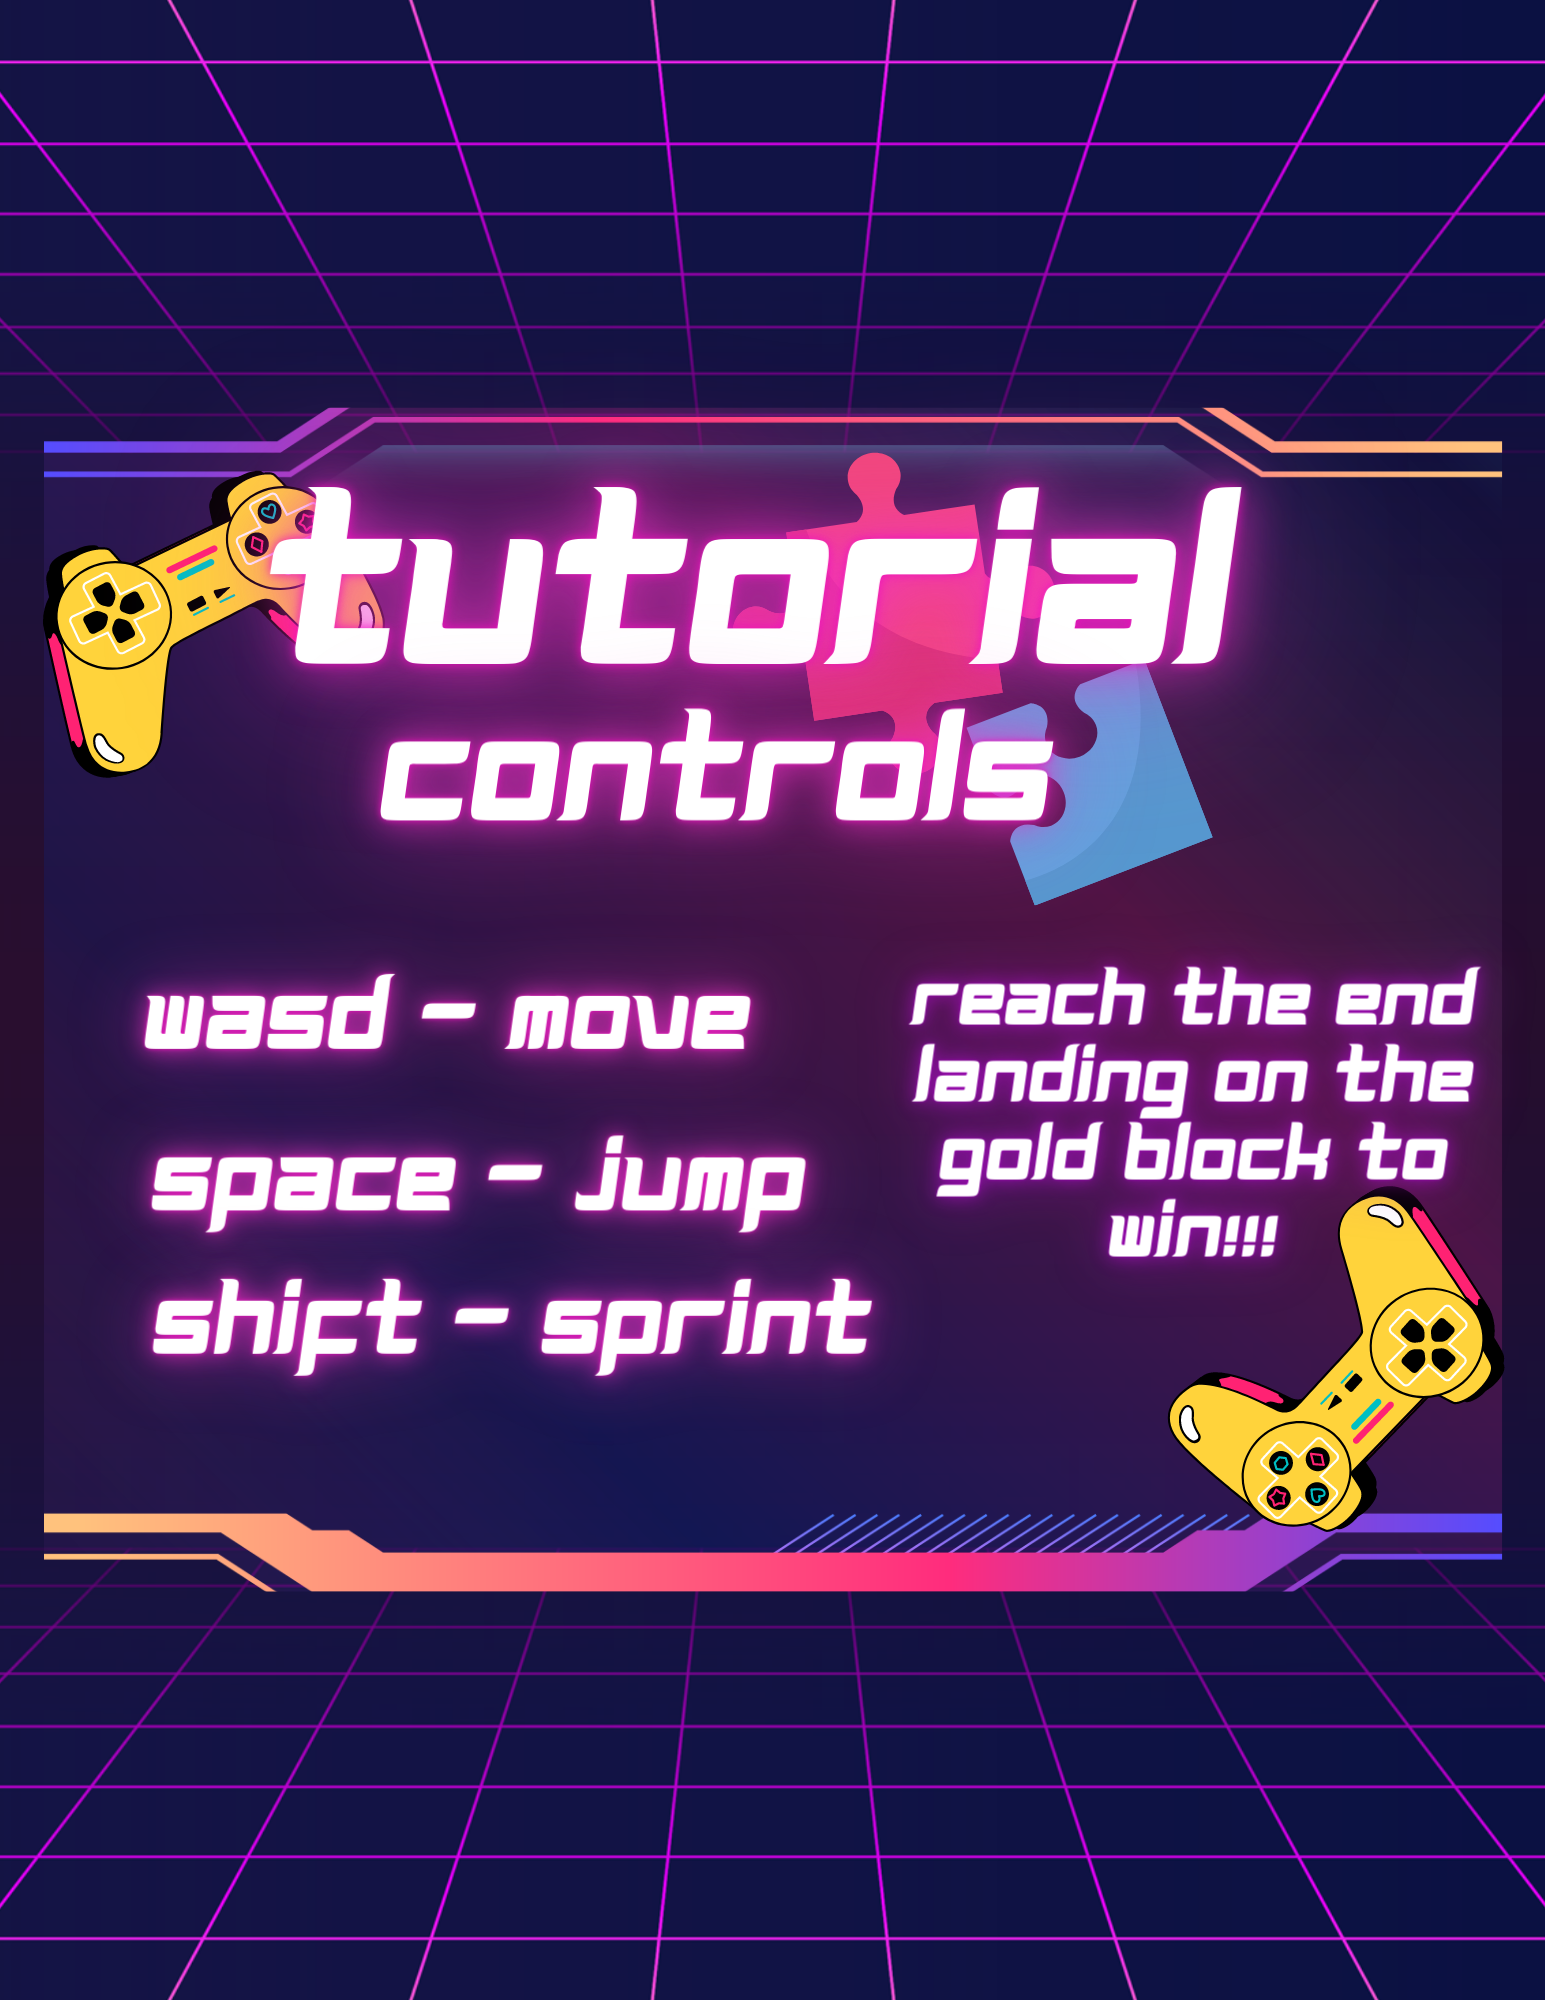 tutorial
controls
wasd - move
space - jump
shift - sprint
reach the end
landing on the
gold block to
win!!!